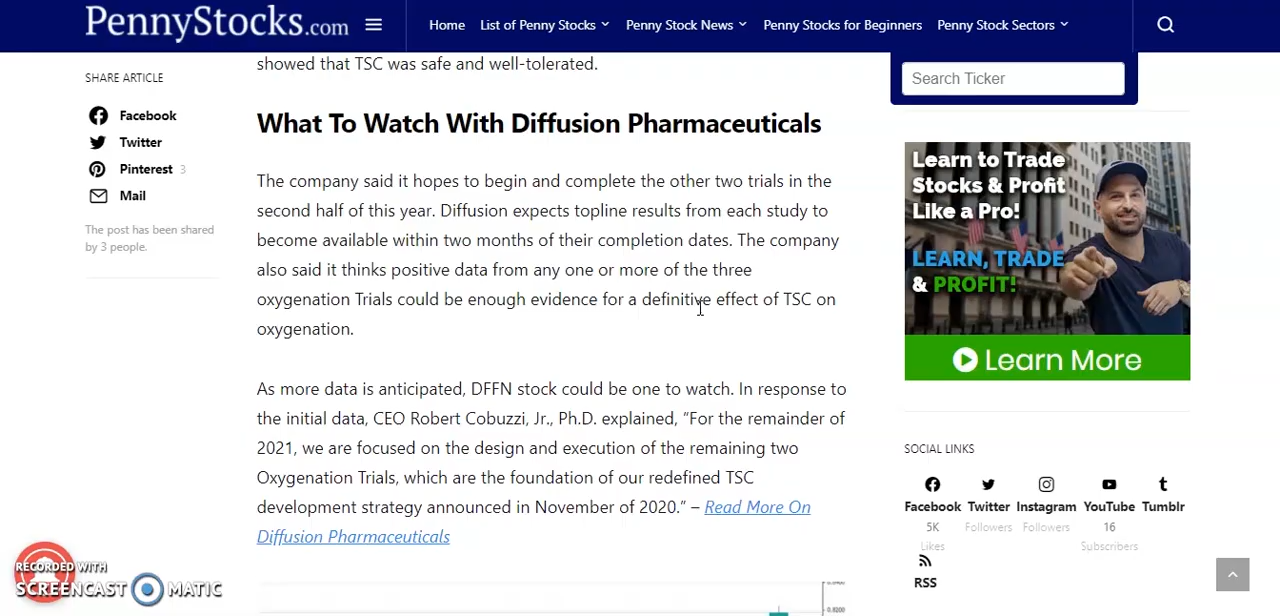 PennyStocks.com
Home List of Penny Stocks Penny Stock News Penny Stocks for Beginners Penny Stock Sectors
Search Ticker
SHARE ARTICLE
Facebook
Twitter
Pinterest 3
Mail
The post has been shared
by 3 people.
showed that TSC was safe and well-tolerated.
What To Watch With Diffusion Pharmaceuticals
The company said it hopes to begin and complete the other two trials in the
second half of this year. Diffusion expects topline results from each study to
become available within two months of their completion dates. The company
also said it thinks positive data from any one or more of the three
oxygenation Trials could be enough evidence for a definitive effect of TSC on
oxygenation.
As more data is anticipated, DFFN stock could be one to watch. In response to
the initial data, CEO Robert Cobuzzi, Jr., Ph.D. explained, “For the remainder of
2021, we are focused on the design and execution of the remaining two
Oxygenation Trials, which are the foundation of our redefined TSC
development strategy announced in November of 2020.” – Read More On
Diffusion Pharmaceuticals
Learn to Trade
Stocks & Profit
Like a Pro!
LEARN, TRADE
& PROFIT!
Learn More
SOCIAL LINKS
Facebook Twitter Instagram YouTube Tumblr
5K Followers Followers 16
Likes Subscribers
RSS
RECORDED WITH
SCREENCAST MATIC